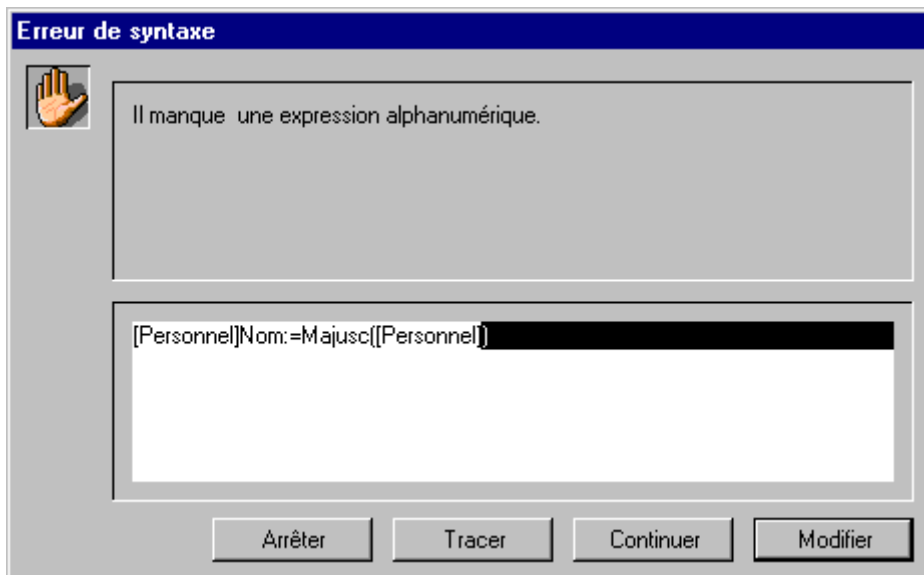 Erreur de syntaxe
Il manque  une expression alphanumérique.
[Personnel]Nom:=Majusc([Personnel])
Arrêter
Tracer
Continuer
Modifier